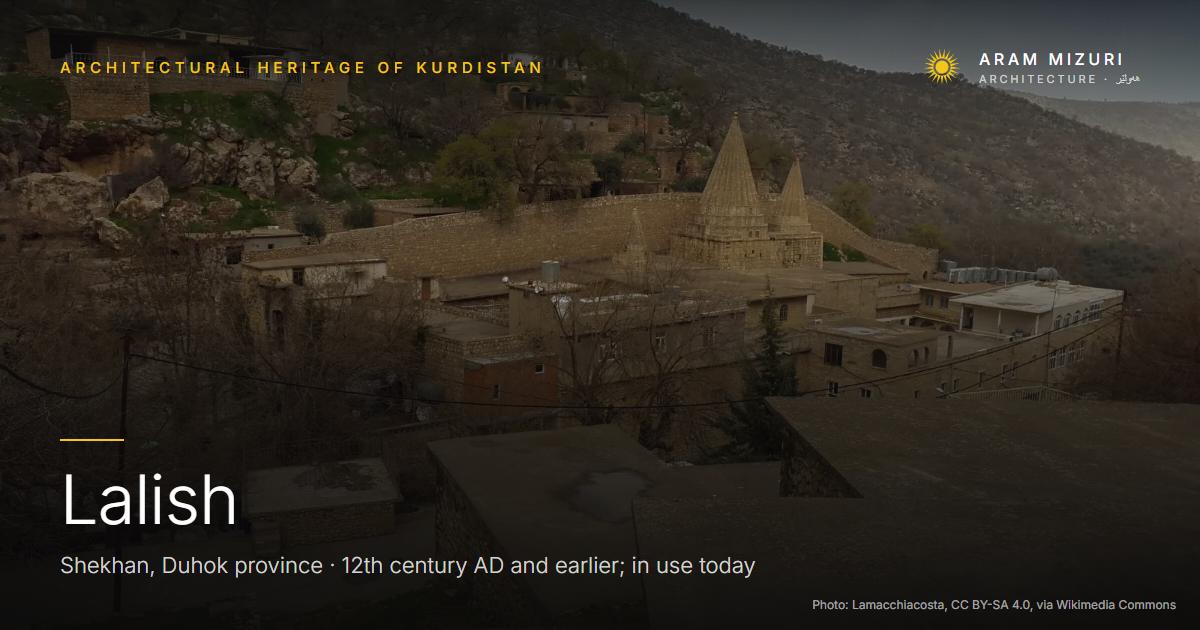 ARCHITECTURAL HERITAGE OF KURDISTAN
ARAM MIZURI
ARCHITECTURE · هەولێر
Lalish
Shekhan, Duhok province · 12th century AD and earlier; in use today
Photo: Lamacchiacosta, CC BY-SA 4.0, via Wikimedia Commons